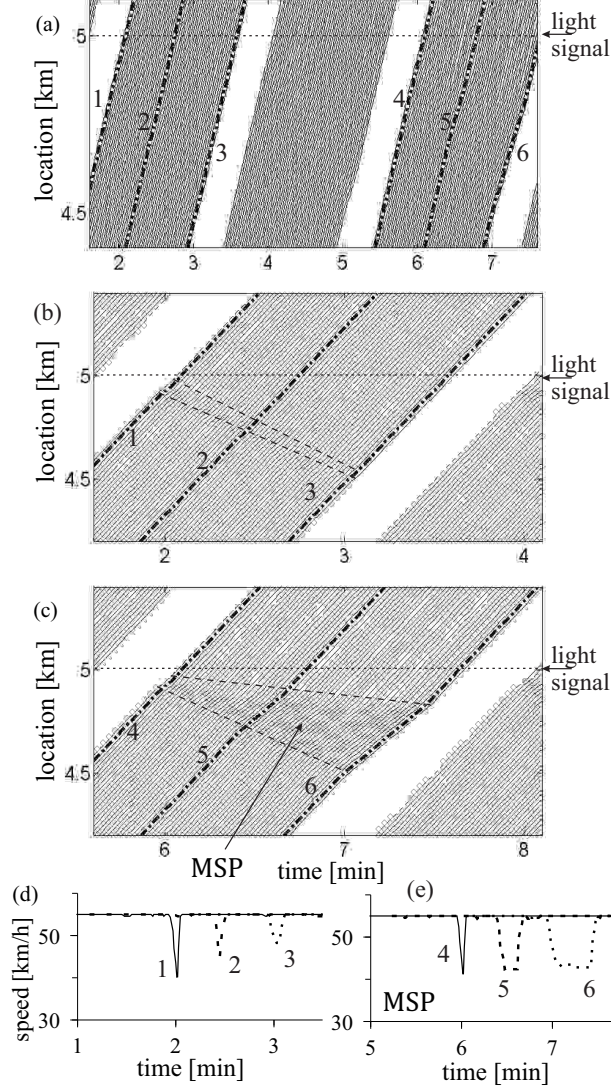 (a)
location [km]
5
4.5
1
2
3
4
5
6
light
signal
2 3 4 5 6 7
(b)
location [km]
5
4.5
1
2
3
light
signal
2 3 4
(c)
location [km]
5
4.5
4
5
6
light
signal
6 7 8
MSP
time [min]
(d)
speed [km/h]
50
30
1
2
3
1 2 3
time [min]
(e)
50
30
4
5
6
MSP
5 6 7
time [min]